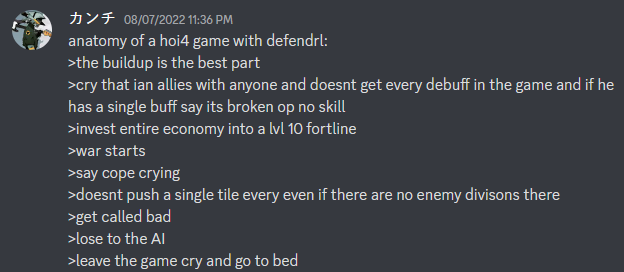 カンチ 08/07/2022 11:36 PM
anatomy of a hoi4 game with defendrl:
>the buildup is the best part
>cry that ian allies with anyone and doesnt get every debuff in the game and if he
has a single buff say its broken op no skill
>invest entire economy into a lvl 10 fortline
>war starts
>say cope crying
>doesnt push a single tile every even if there are no enemy divisons there
>get called bad
>lose to the AI
>leave the game cry and go to bed